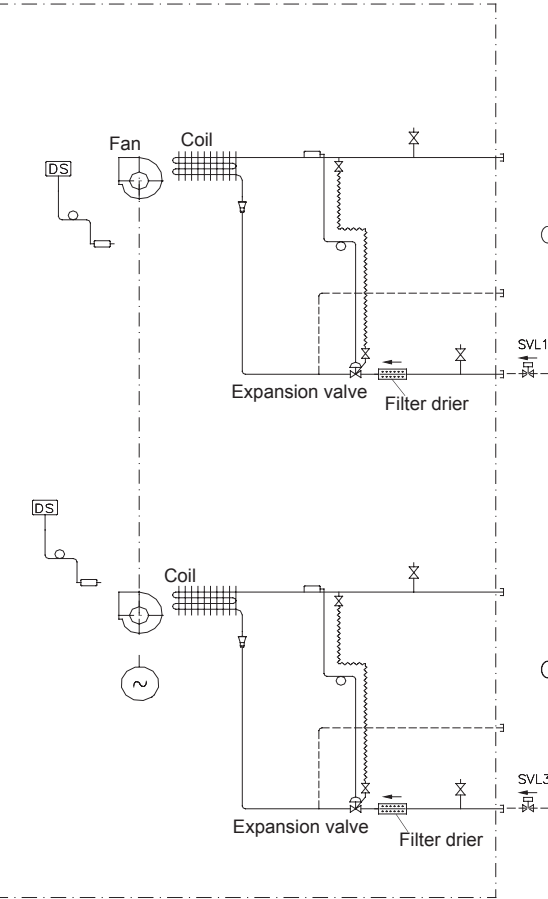 Fan
Coil
DS
SVL1
Expansion valve
Filter drier
DS
Coil
SVL3
Expansion valve
Filter drier